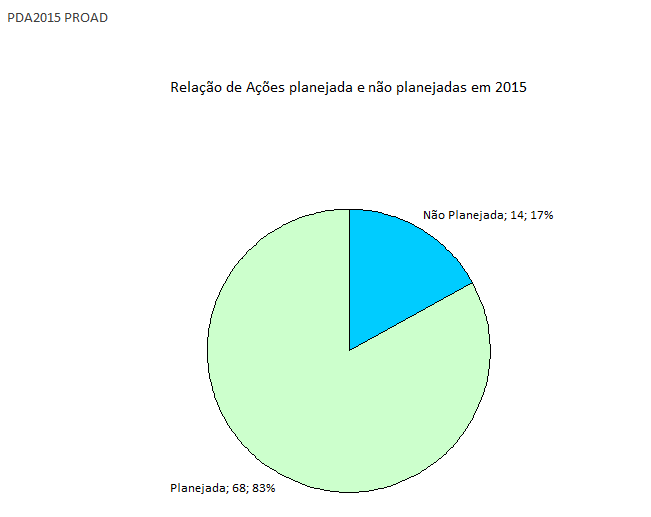 PDA2015 PROAD
Relação de Ações planejada e não planejadas em 2015
Não Planejada; 14; 17%
Planejada; 68; 83%